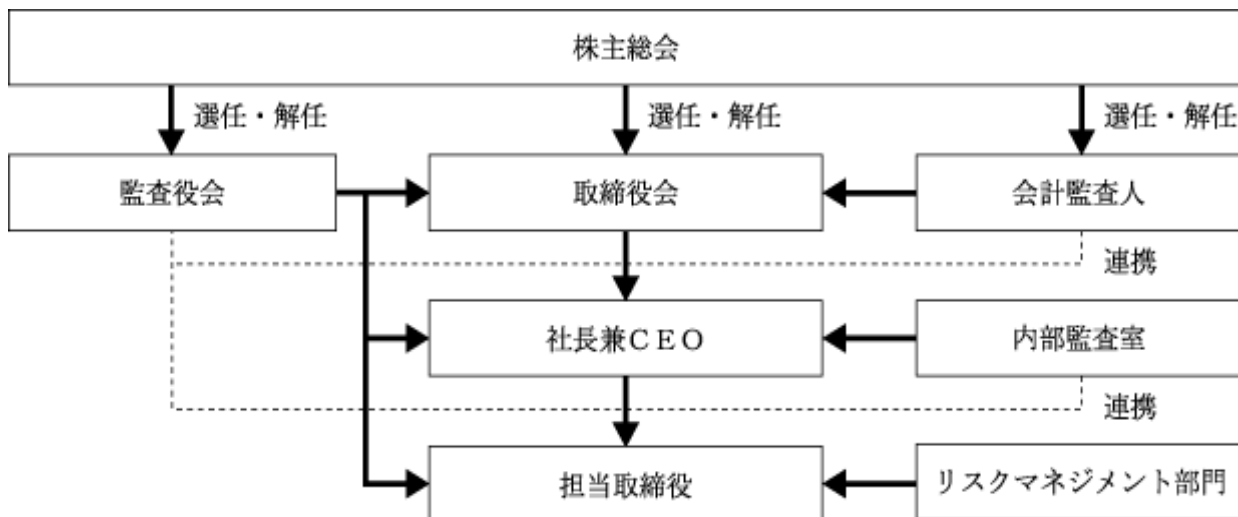 株主総会
選任・解任
選任・解任
選任・解任
監査役会
取締役会
会計監査人
連携
社長兼ＣＥＯ
内部監査室
連携
担当取締役
リスクマネジメント部門